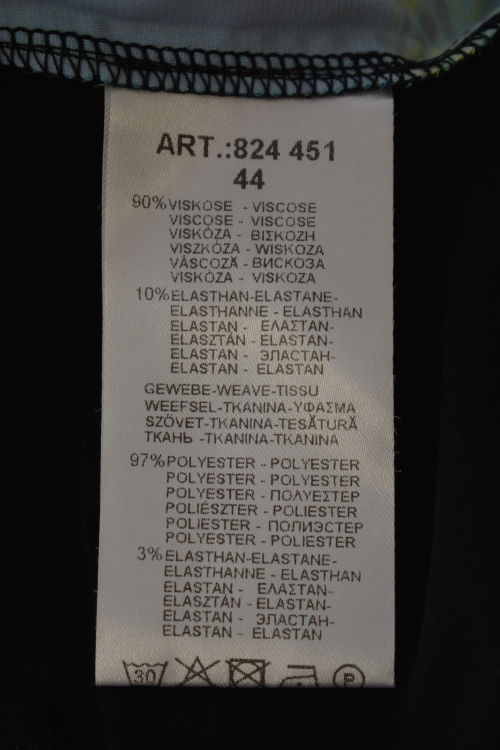 ART.:824 451
44
90%VISKOSE - VISCOSE
VISCOSE - VISCOSE
VISKÓZA - ΒΙΣΚΟΖΗ
VISZKÓZA - WISKOZA
VÂSCOZĂ - ВИСКОЗА
VISKÓZA - VISKOZA
10%ELASTHAN-ELASTANE-
ELASTHANNE - ELASTHAN
ELASTAN - ΕΛΑΣΤΑΝ-
ELASZTÁN - ELASTAN-
ELASTAN - ЭЛАСТАН-
ELASTAN - ELASTAN
GEWEBE-WEAVE-TISSU
WEEFSEL-TKANINA-ΥΦΑΣΜΑ
SZÖVET-TKANINA-TESĂTURĂ
ТКАНЬ -TKANINA-TKANINA
97%POLYESTER - POLYESTER
POLYESTER - POLYESTER
POLYESTER - ΠΟΛΥΕΣΤΕΡ
POLIÉSZTER - POLIESTER
POLIESTER - ПОЛИЭСТЕР
POLYESTER - POLIESTER
3%ELASTHAN-ELASTANE-
ELASTHANNE - ELASTHAN
ELASTAN - ΕΛΑΣΤΑΝ-
ELASZTÁN - ELASTAN-
ELASTAN - ЭЛАСТАН-
ELASTAN - ELASTAN
30 P